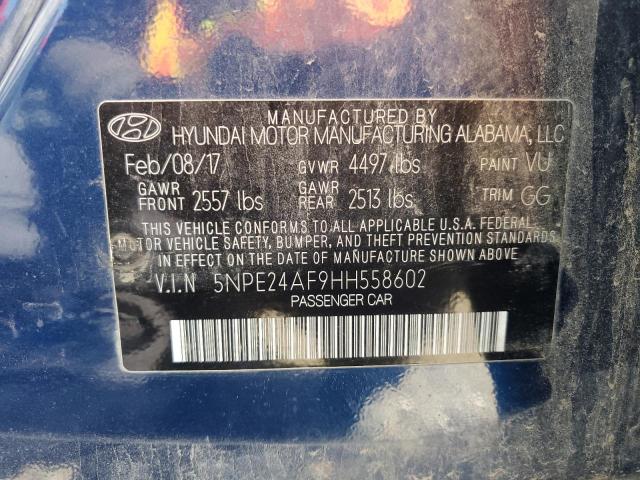 MANUFACTURED BY
HYUNDAI MOTOR MANUFACTURING ALABAMA, LLC
Feb/08/17 GVWR 4497 lbs PAINT VU
GAWR FRONT 2557 lbs GAWR REAR 2513 lbs TRIM GG
THIS VEHICLE CONFORMS TO ALL APPLICABLE U.S.A. FEDERAL
MOTOR VEHICLE SAFETY, BUMPER, AND THEFT PREVENTION STANDARDS
IN EFFECT ON THE DATE OF MANUFACTURE SHOWN ABOVE
V.I.N 5NPE24AF9HH558602
PASSENGER CAR